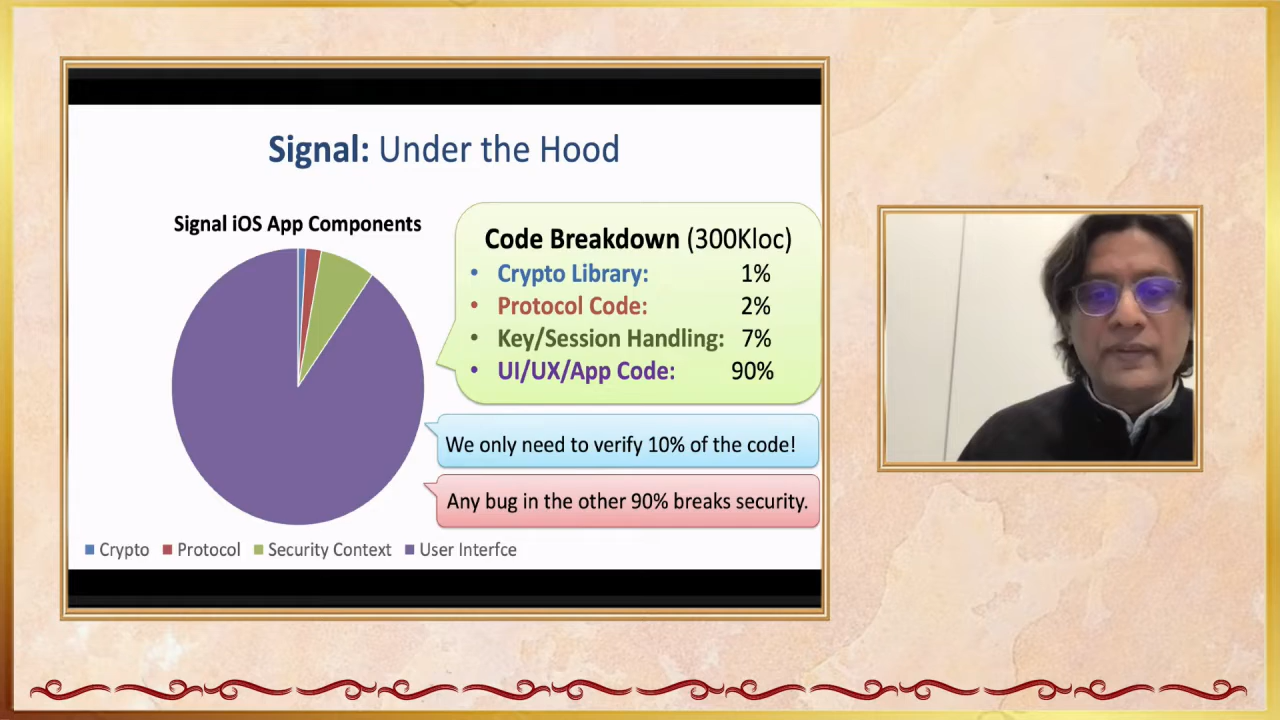 Signal: Under the Hood
Signal iOS App Components
Code Breakdown (300Kloc)
• Crypto Library: 1%
• Protocol Code: 2%
• Key/Session Handling: 7%
• UI/UX/App Code: 90%
We only need to verify 10% of the code!
Any bug in the other 90% breaks security.
Crypto Protocol Security Context User Interfce